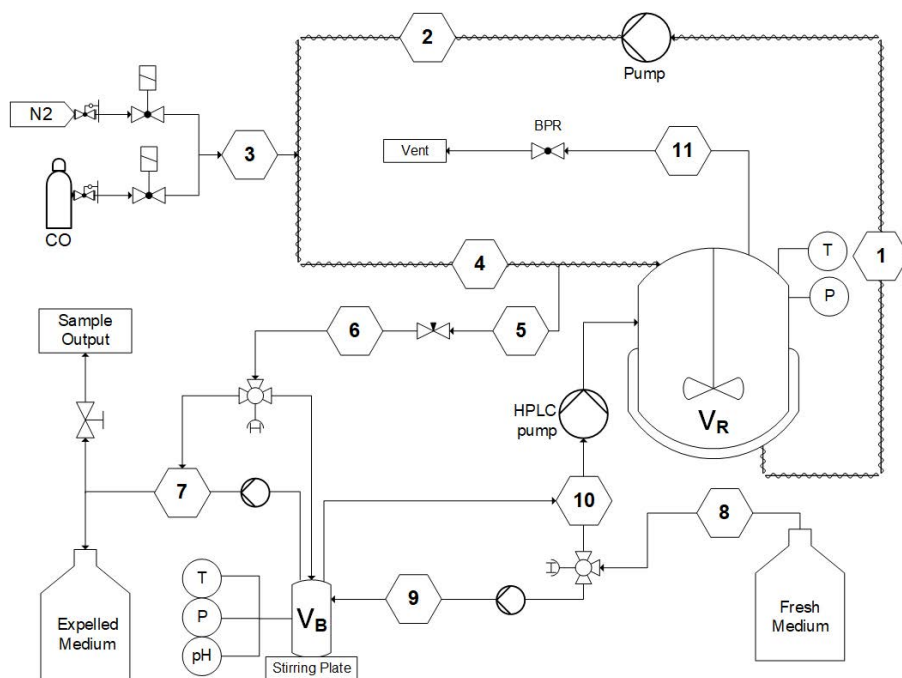 2
Pump
N2
3
BPR
Vent
11
CO
4
1
T
P
Sample
Output
6
5
HPLC
pump
VR
7
10
8
T
P
pH
VB
9
Expelled
Medium
Fresh
Medium
Stirring Plate